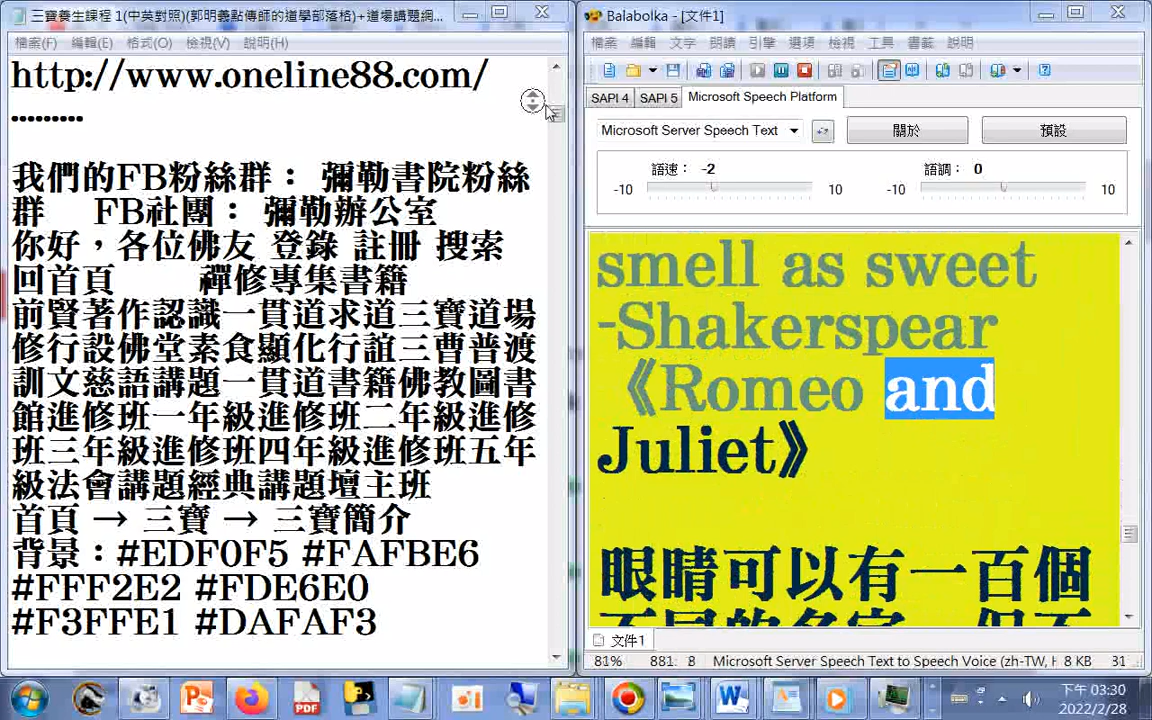 三寶養生課程 1(中英對照)(郭明義點傳師的道學部落格)+道場講題網...
檔案(F) 編輯(E) 格式(O) 檢視(V) 說明(H)
http://www.oneline88.com/
.........
我們的FB粉絲群： 彌勒書院粉絲
群 FB社團： 彌勒辦公室
你好，各位佛友 登錄 註冊 搜索
回首頁 禪修專集書籍
前賢著作認識一貫道求道三寶道場
修行設佛堂素食顯化行誼三曹普渡
訓文慈語講題一貫道書籍佛教圖書
館進修班一年級進修班二年級進修
班三年級進修班四年級進修班五年
級法會講題經典講題壇主班
首頁 → 三寶 → 三寶簡介
背景：#EDF0F5 #FAFBE6
#FFF2E2 #FDE6E0
#F3FFE1 #DAFAF3
Balabolka - [文件1]
檔案 編輯 文字 朗讀 引擎 選項 檢視 工具 書籤 說明
SAPI 4 SAPI 5 Microsoft Speech Platform
Microsoft Server Speech Text 關於 預設
語速： -2 語調： 0
-10 10 -10 10
smell as sweet
-Shakerspear
《Romeo and
Juliet》
眼睛可以有一百個
不同的名字，但不
文件1
81% 881: 8 Microsoft Server Speech Text to Speech Voice (zh-TW, H 8 KB 31
PDF
下午 03:30
2022/2/28